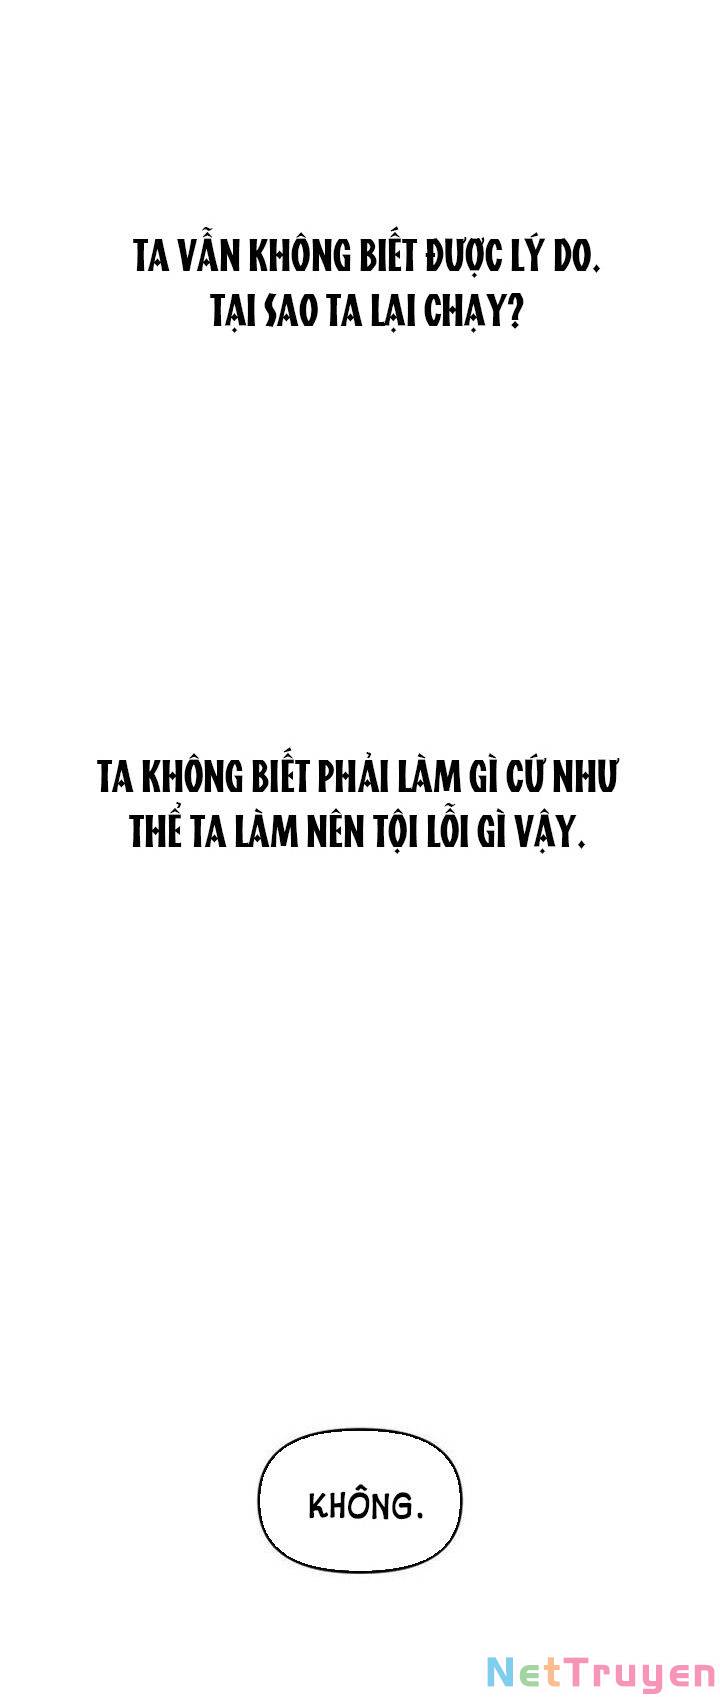 TA VẪN KHÔNG BIẾT ĐƯỢC LÝ DO.
TẠI SAO TA LẠI CHẠY?
TA KHÔNG BIẾT PHẢI LÀM GÌ CỨ NHƯ
THỂ TA LÀM NÊN TỘI LỖI GÌ VẬY.
KHÔNG.
NetTruyen